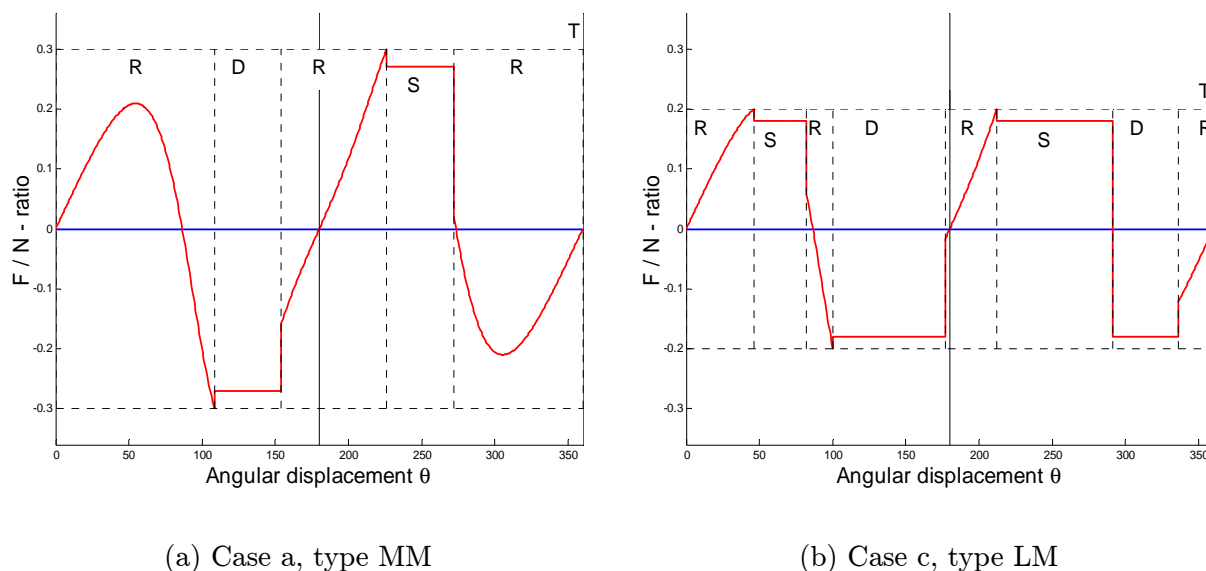 T
0.3
R
D
R
S
R
0.2
0.1
0
-0.1
-0.2
-0.3
F / N - ratio
0
50
100
150
200
250
300
350
Angular displacement θ
(a) Case a, type MM
0.3
T
0.2
R
S
R
D
R
S
D
R
0.1
0
-0.1
-0.2
-0.3
F / N - ratio
0
50
100
150
200
250
300
350
Angular displacement θ
(b) Case c, type LM